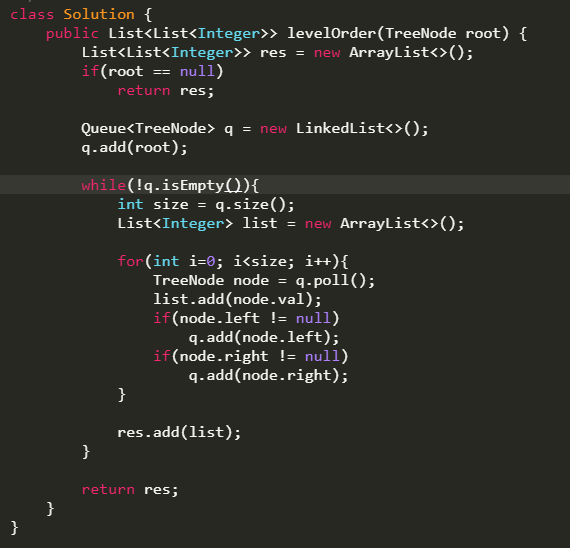 class Solution {
    public List<List<Integer>> levelOrder(TreeNode root) {
        List<List<Integer>> res = new ArrayList<>();
        if(root == null)
            return res;

        Queue<TreeNode> q = new LinkedList<>();
        q.add(root);

        while(!q.isEmpty()){
            int size = q.size();
            List<Integer> list = new ArrayList<>();

            for(int i=0; i<size; i++){
                TreeNode node = q.poll();
                list.add(node.val);
                if(node.left != null)
                    q.add(node.left);
                if(node.right != null)
                    q.add(node.right);
            }

            res.add(list);
        }

        return res;
    }
}